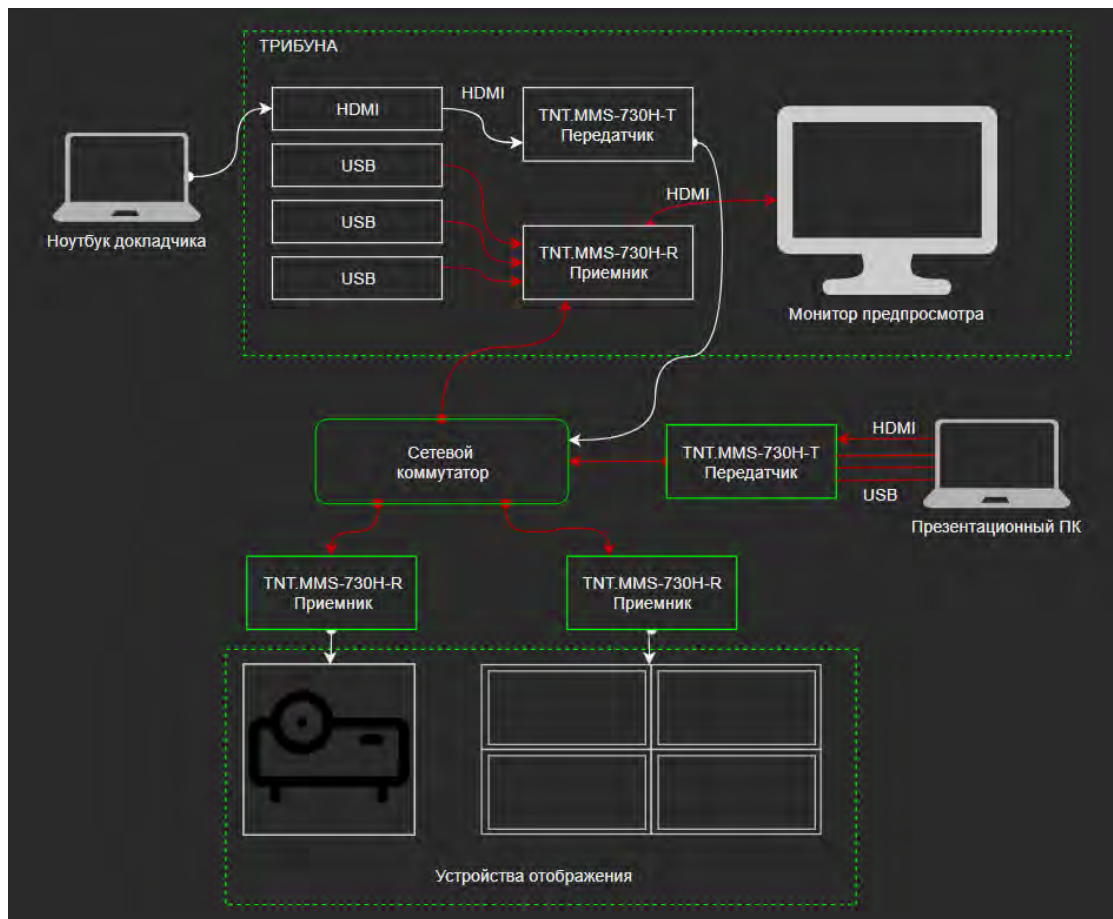 ТРИБУНА
HDMI
HDMI
TNT.MMS-730H-T
Передатчик
USB
USB
USB
HDMI
TNT.MMS-730H-R
Приемник
Ноутбук докладчика
Монитор предпросмотра
Сетевой
коммутатор
TNT.MMS-730H-T
Передатчик
HDMI
USB
Презентационный ПК
TNT.MMS-730H-R
Приемник
TNT.MMS-730H-R
Приемник
Устройства отображения